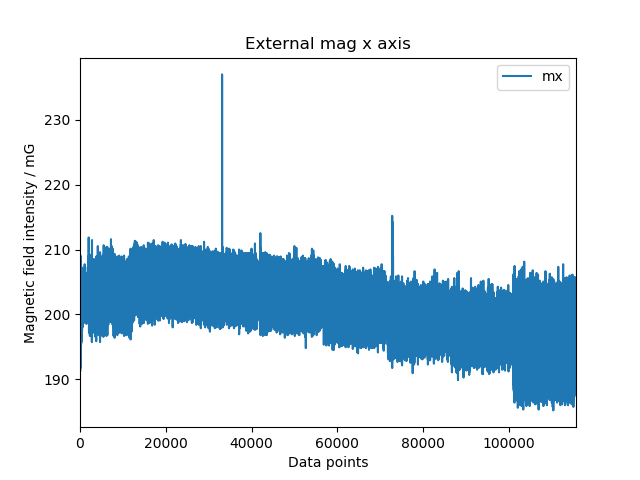 External mag x axis
mx
Magnetic field intensity / mG
230
220
210
200
190
0 20000 40000 60000 80000 100000
Data points